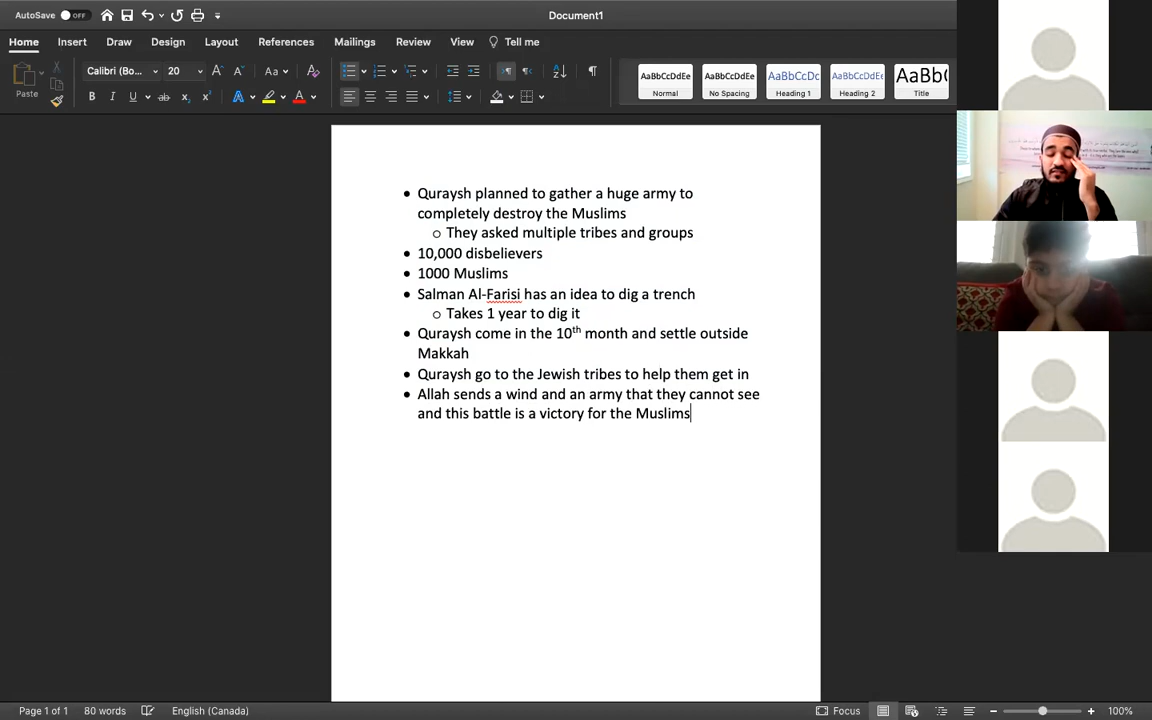 AutoSave OFF
Document1
Home Insert Draw Design Layout References Mailings Review View Tell me
Paste
Calibri (Bo... 20
AaBbCcDdEe
Normal
AaBbCcDdEe
No Spacing
AaBbCcDc
Heading 1
AaBbCcDdEe
Heading 2
AaBb(
Title
• Quraysh planned to gather a huge army to
completely destroy the Muslims
o They asked multiple tribes and groups
• 10,000 disbelievers
• 1000 Muslims
• Salman Al-Farisi has an idea to dig a trench
o Takes 1 year to dig it
• Quraysh come in the 10th month and settle outside
Makkah
• Quraysh go to the Jewish tribes to help them get in
• Allah sends a wind and an army that they cannot see
and this battle is a victory for the Muslims
Page 1 of 1 80 words English (Canada) Focus 100%